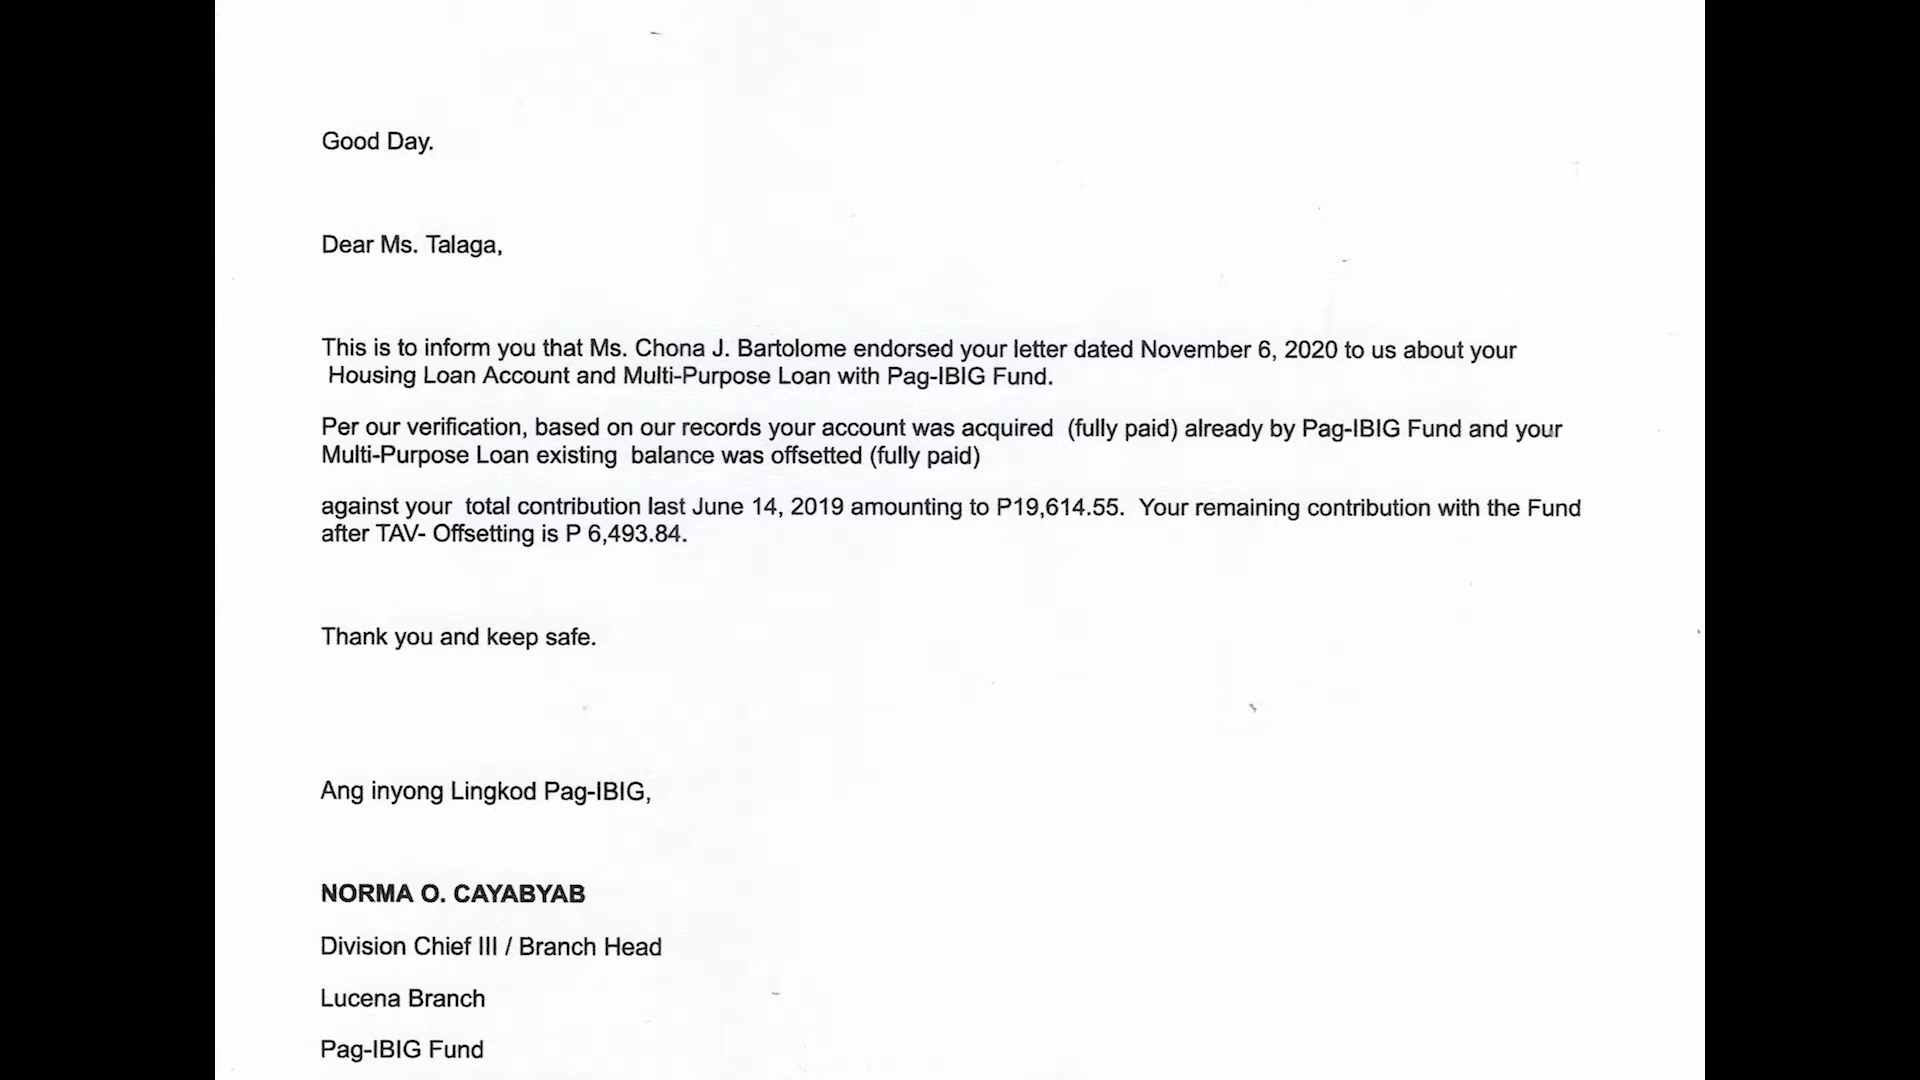 Good Day.
Dear Ms. Talaga,
This is to inform you that Ms. Chona J. Bartolome endorsed your letter dated November 6, 2020 to us about your
Housing Loan Account and Multi-Purpose Loan with Pag-IBIG Fund.
Per our verification, based on our records your account was acquired (fully paid) already by Pag-IBIG Fund and your
Multi-Purpose Loan existing balance was offsetted (fully paid)
against your total contribution last June 14, 2019 amounting to P19,614.55. Your remaining contribution with the Fund
after TAV- Offsetting is P 6,493.84.
Thank you and keep safe.
Ang inyong Lingkod Pag-IBIG,
NORMA O. CAYABYAB
Division Chief III / Branch Head
Lucena Branch
Pag-IBIG Fund